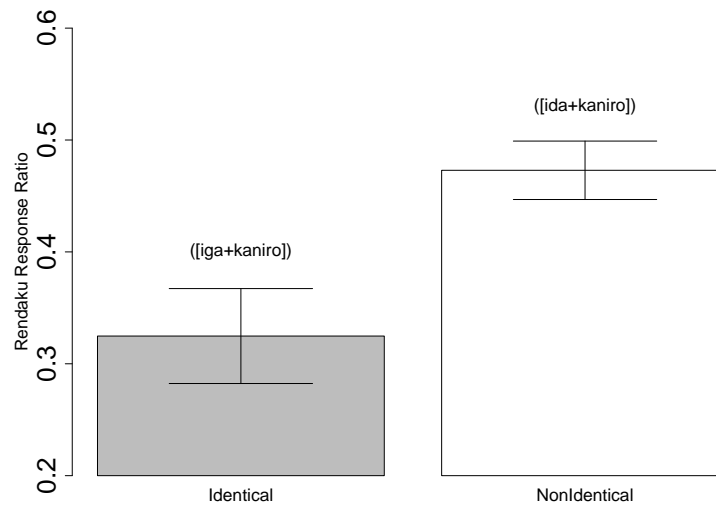 0.6
([ida+kaniro])
0.5
([iga+kaniro])
0.4
Rendaku Response Ratio
0.3
0.2
Identical
NonIdentical